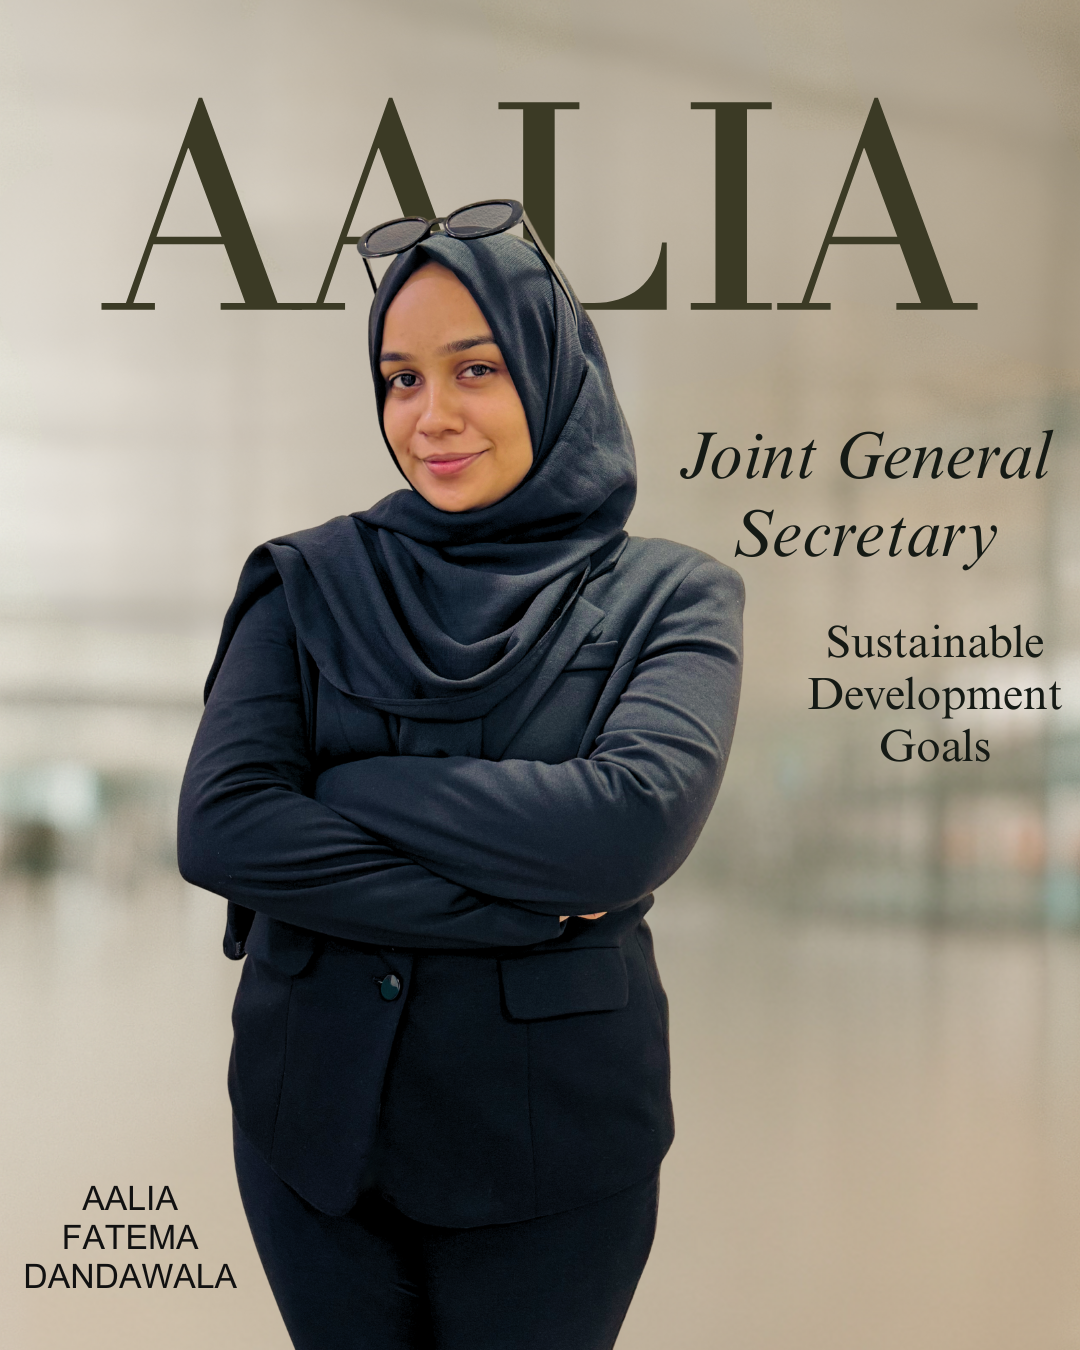 AALIA
Joint General
Secretary
Sustainable
Development
Goals
AALIA
FATEMA
DANDAWALA